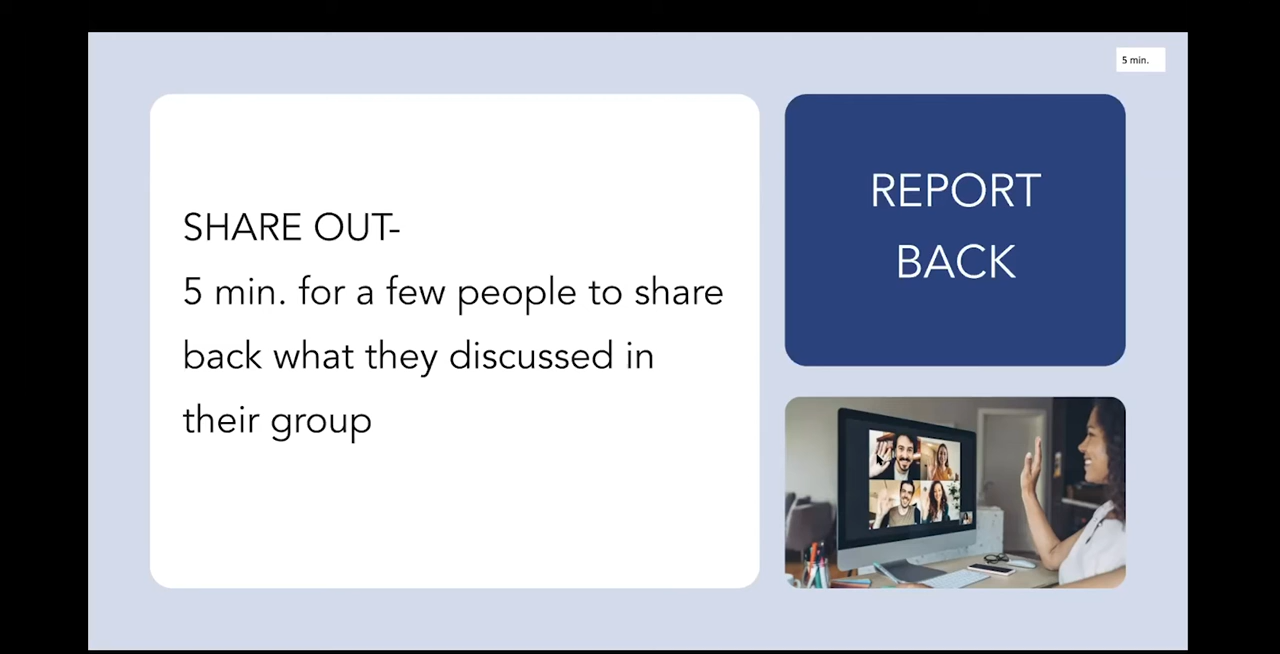 5 min.
SHARE OUT-
5 min. for a few people to share
back what they discussed in
their group
REPORT
BACK